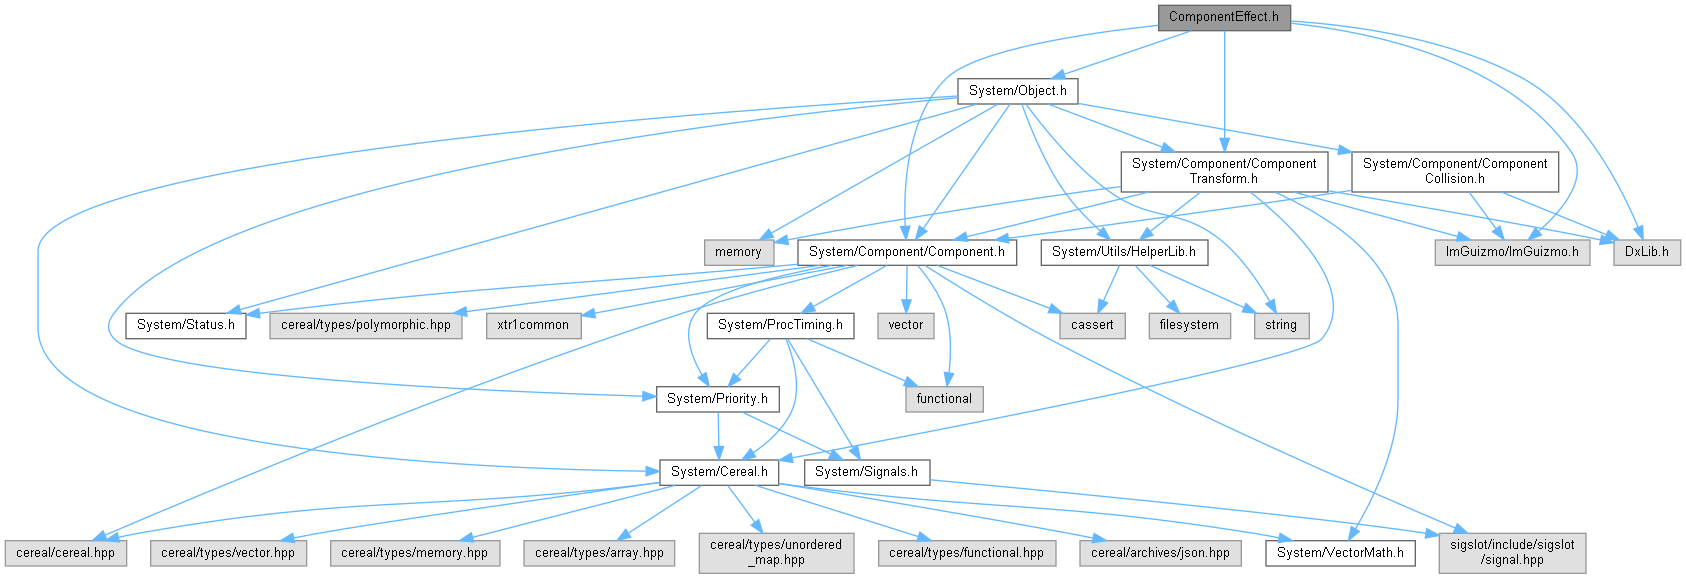 ComponentEffect.h
System/Object.h
System/Component/Component
Transform.h
System/Component/Component
Collision.h
memory
System/Component/Component.h
System/Utils/HelperLib.h
ImGuizmo/ImGuizmo.h
DxLib.h
System/Status.h
cereal/types/polymorphic.hpp
xtr1common
System/ProcTiming.h
vector
cassert
filesystem
string
System/Priority.h
functional
System/Cereal.h
System/Signals.h
cereal/cereal.hpp
cereal/types/vector.hpp
cereal/types/memory.hpp
cereal/types/array.hpp
cereal/types/unordered
_map.hpp
cereal/types/functional.hpp
cereal/archives/json.hpp
System/VectorMath.h
sigslot/include/sigslot
/signal.hpp